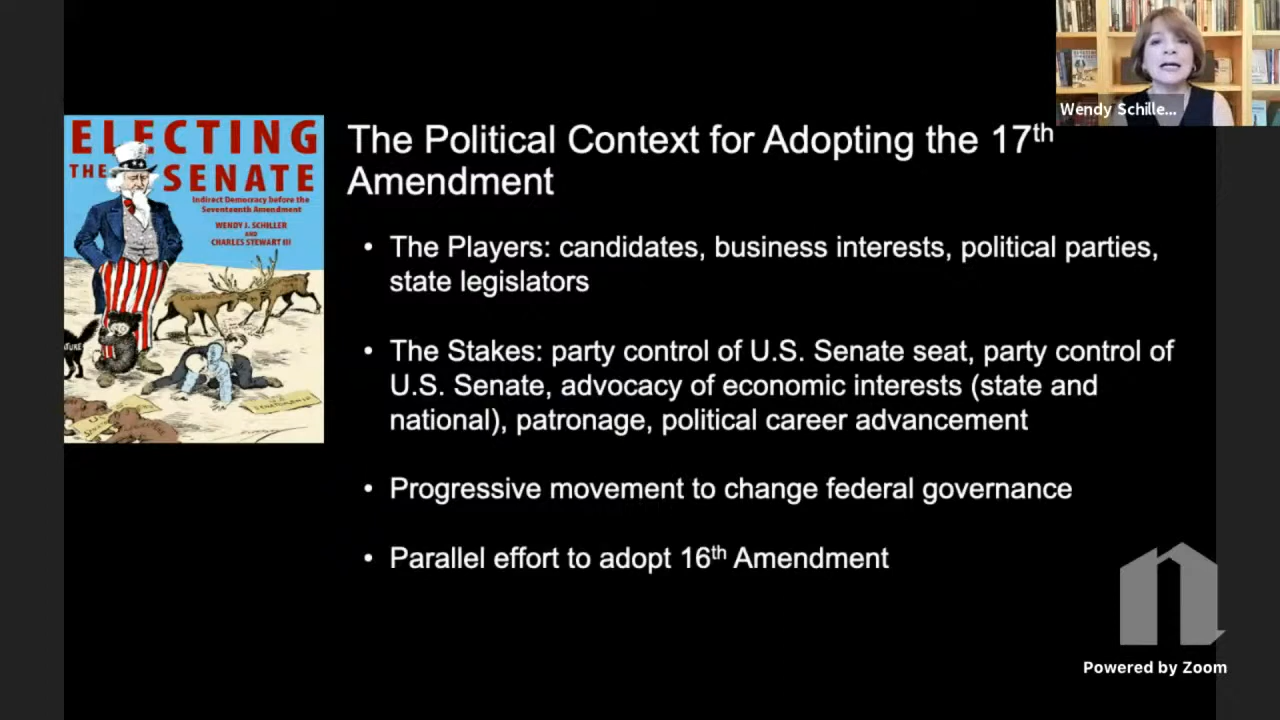 Wendy Schille...
ELECTING
THE SENATE
Indirect Democracy before the
Seventeenth Amendment
WENDY J. SCHILLER
AND
CHARLES STEWART III
The Political Context for Adopting the 17th
Amendment
• The Players: candidates, business interests, political parties,
state legislators
• The Stakes: party control of U.S. Senate seat, party control of
U.S. Senate, advocacy of economic interests (state and
national), patronage, political career advancement
• Progressive movement to change federal governance
• Parallel effort to adopt 16th Amendment
Powered by Zoom